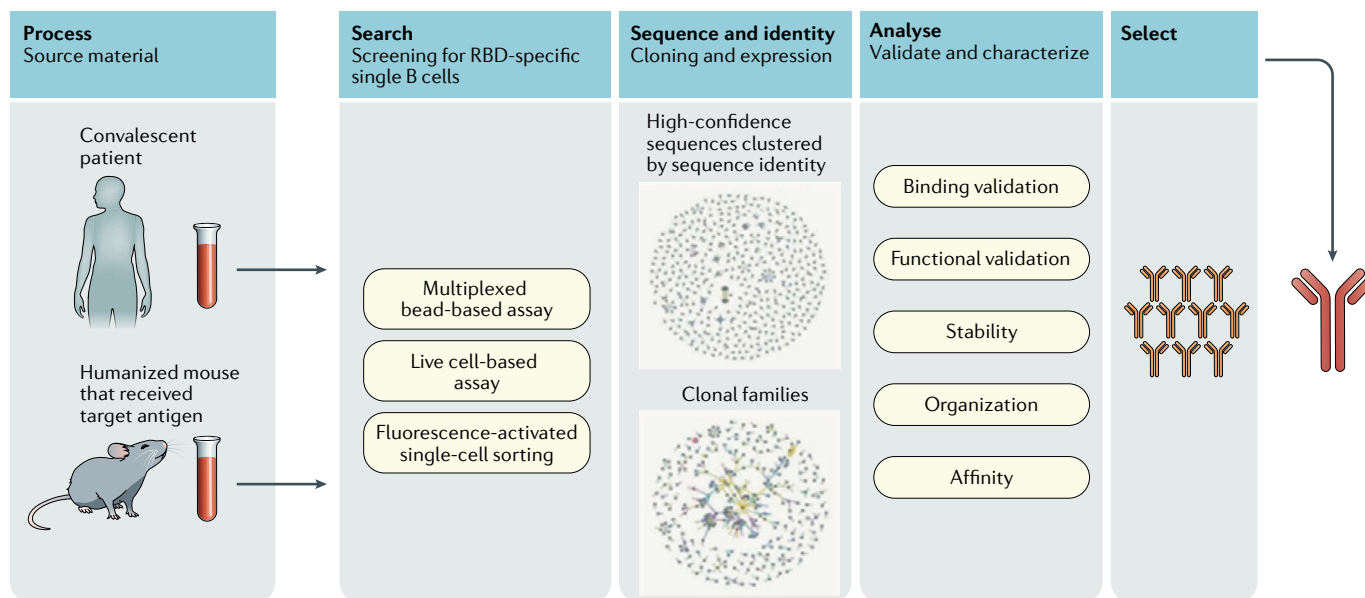 Process
Source material
Convalescent
patient
Humanized mouse
that received
target antigen
Search
Screening for RBD-specific
single B cells
Multiplexed
bead-based assay
Live cell-based
assay
Fluorescence-activated
single-cell sorting
Sequence and identity
Cloning and expression
High-confidence
sequences clustered
by sequence identity
Clonal families
Analyse
Validate and characterize
Binding validation
Functional validation
Stability
Organization
Affinity
Select